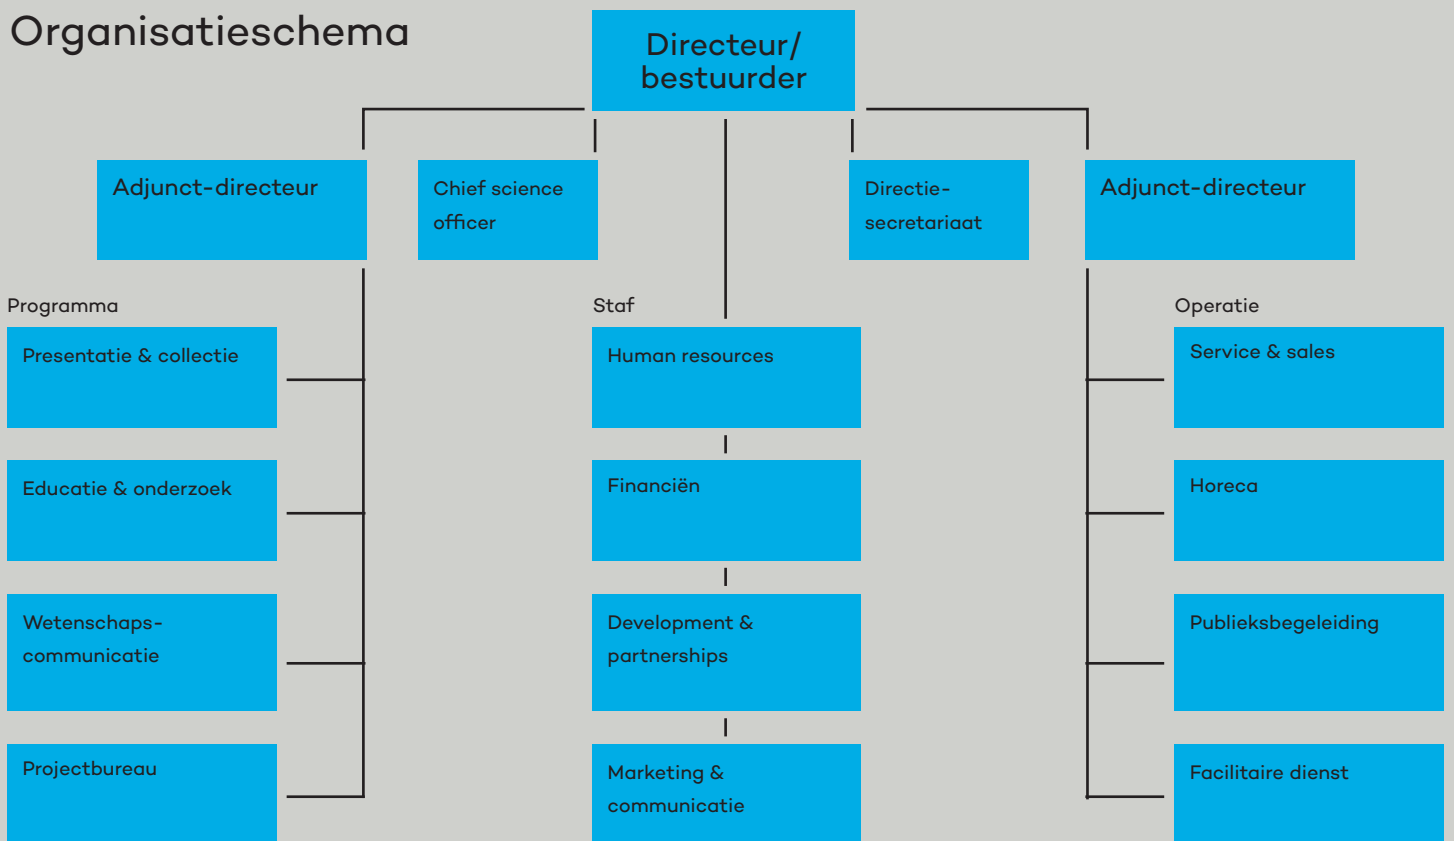 Organisatieschema
Directeur/
bestuurder
Adjunct-directeur
Chief science
officer
Directie-
secretariaat
Adjunct-directeur
Programma
Presentatie & collectie
Educatie & onderzoek
Wetenschaps-
communicatie
Projectbureau
Staf
Human resources
Financiën
Development &
partnerships
Marketing &
communicatie
Operatie
Service & sales
Horeca
Publieksbegeleiding
Facilitaire dienst